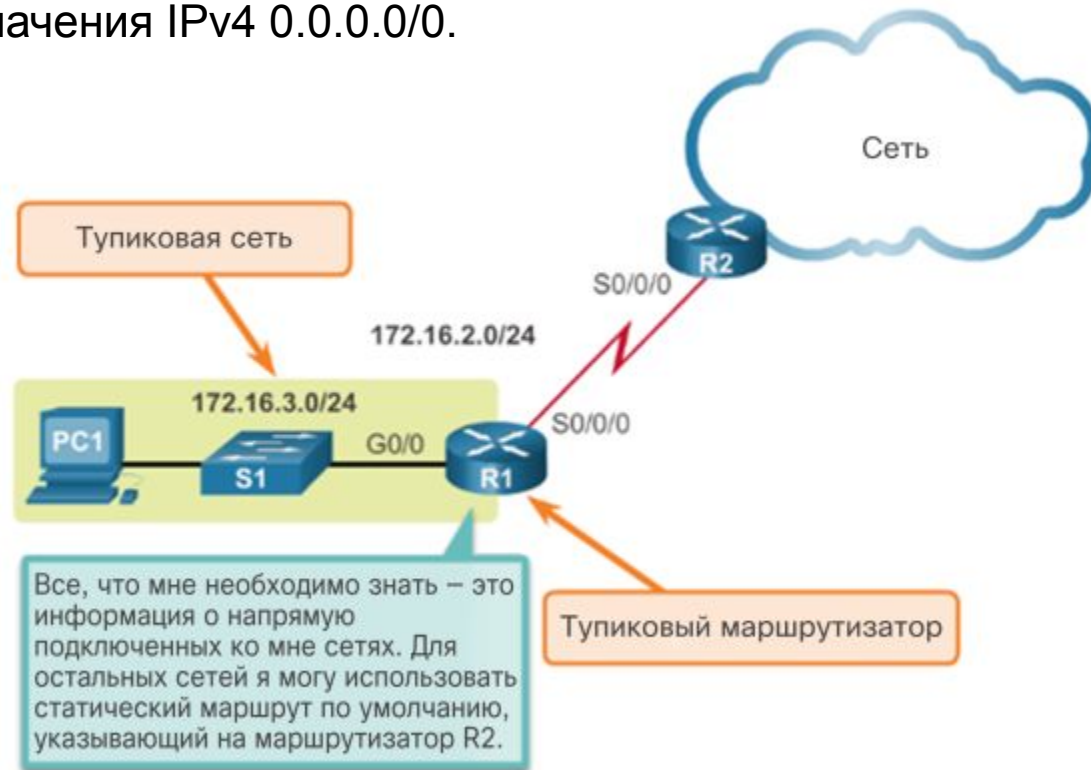 начения IPv4 0.0.0.0/0.
Сеть
Тупиковая сеть
R2
S0/0/0
172.16.2.0/24
172.16.3.0/24
S0/0/0
PC1
G0/0
S1
R1
Все, что мне необходимо знать – это
информация о напрямую
подключенных ко мне сетях. Для
остальных сетей я могу использовать
статический маршрут по умолчанию,
указывающий на маршрутизатор R2.
Тупиковый маршрутизатор